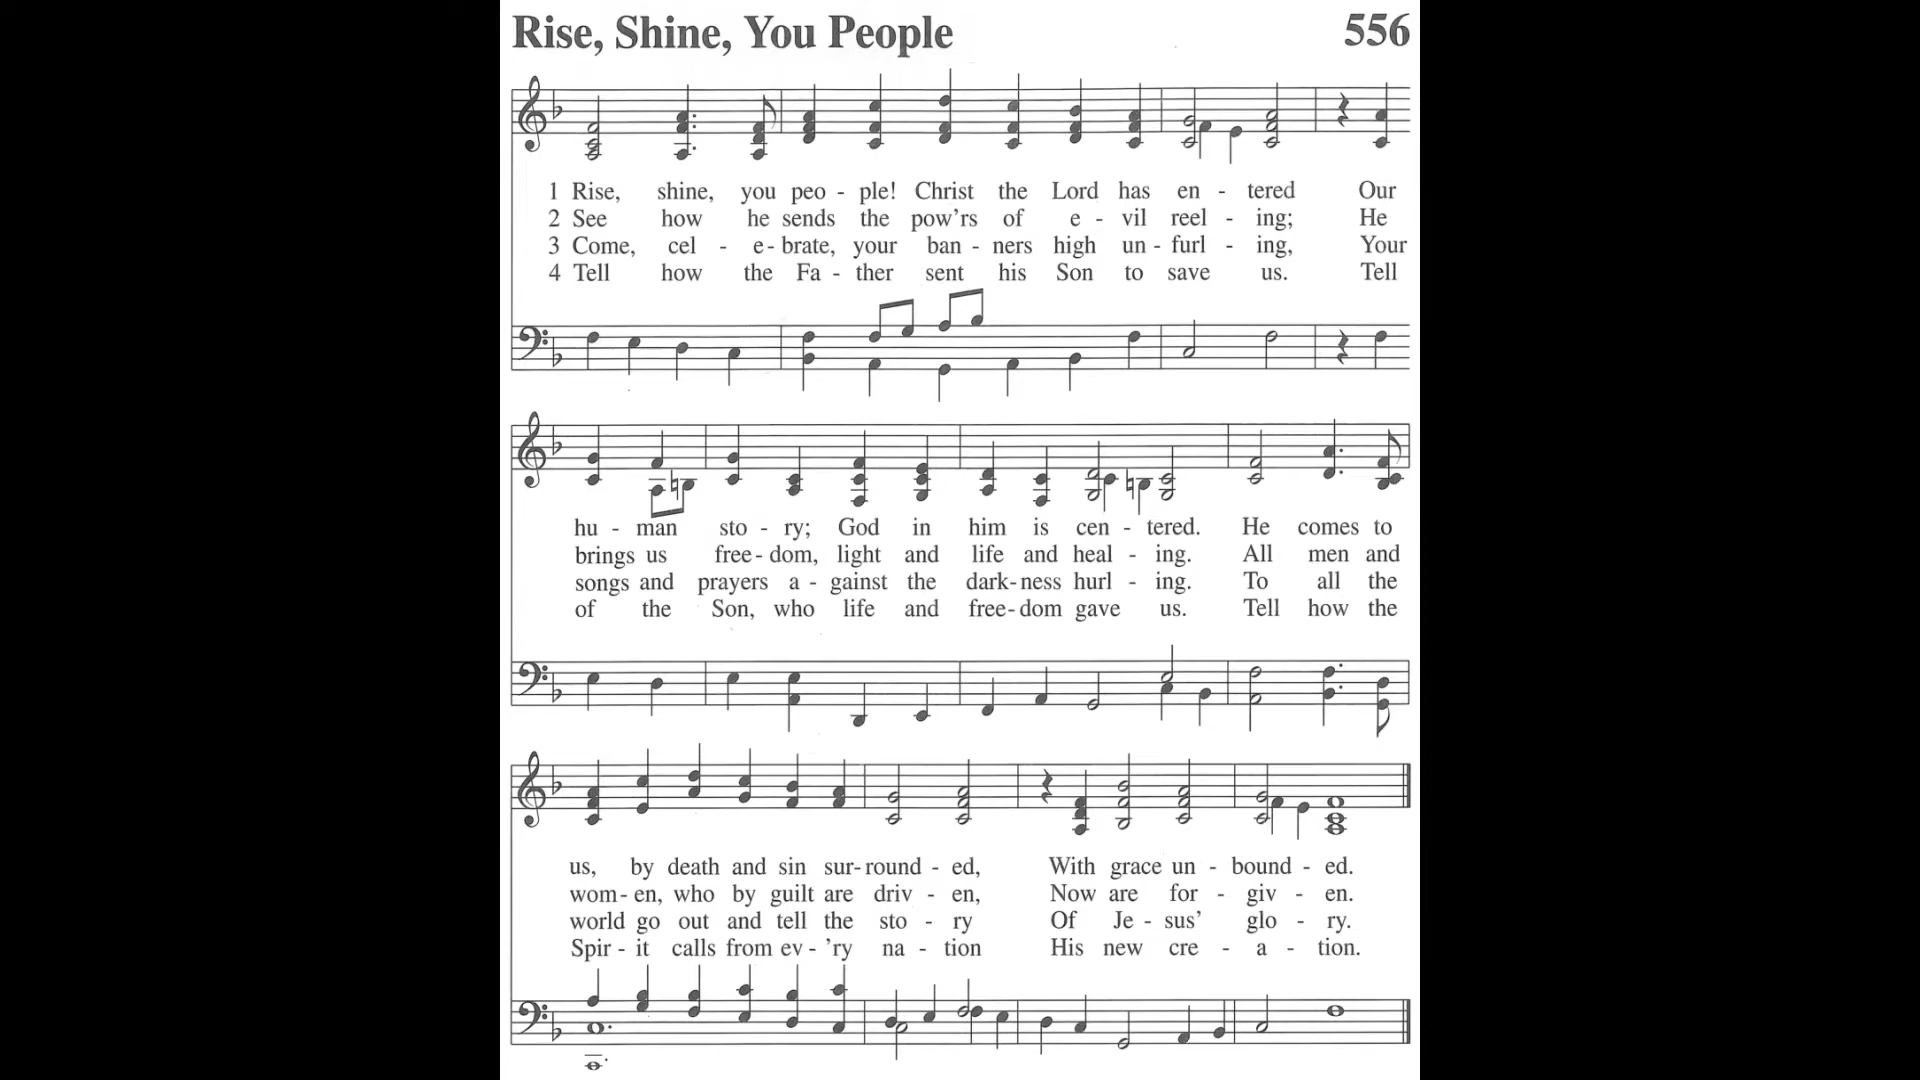 Rise, Shine, You People 556
1 Rise, shine, you peo - ple! Christ the Lord has en - tered Our
2 See how he sends the pow'rs of e - vil reel - ing; He
3 Come, cel - e - brate, your ban - ners high un - furl - ing, Your
4 Tell how the Fa - ther sent his Son to save us. Tell
hu - man sto - ry; God in him is cen - tered. He comes to
brings us free - dom, light and life and heal - ing. All men and
songs and prayers a - gainst the dark - ness hurl - ing. To all the
of the Son, who life and free - dom gave us. Tell how the
us, by death and sin sur - round - ed, With grace un - bound - ed.
wom - en, who by guilt are driv - en, Now are for - giv - en.
world go out and tell the sto - ry Of Je - sus' glo - ry.
Spir - it calls from ev - 'ry na - tion His new cre - a - tion.